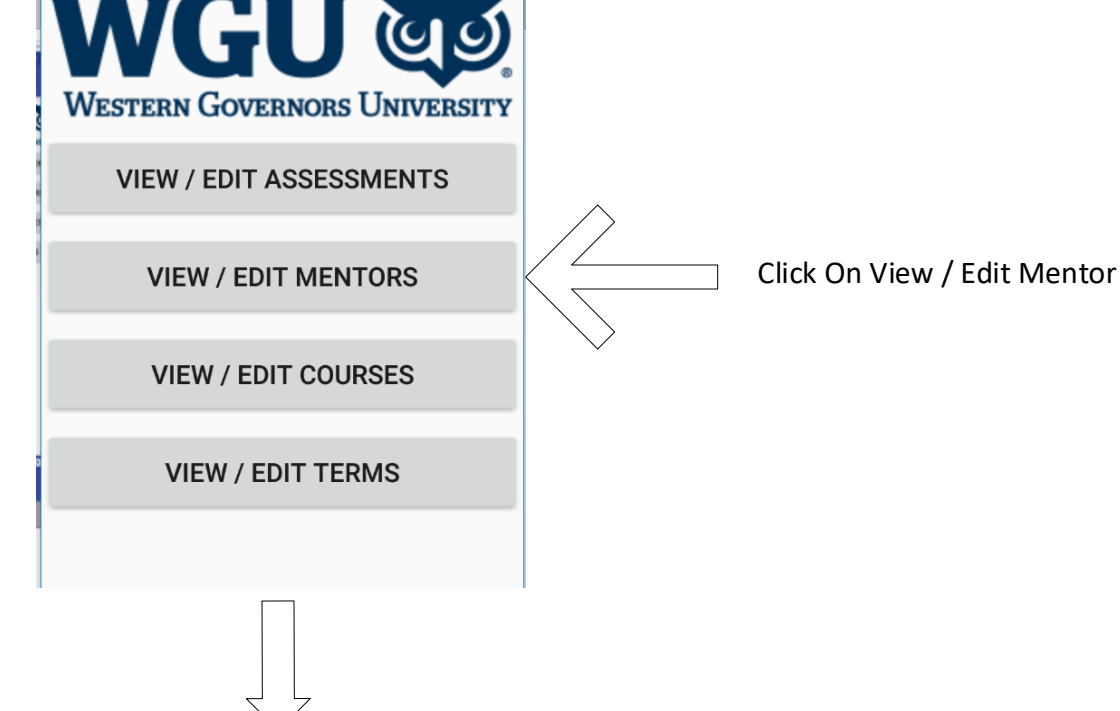 WGU
WESTERN GOVERNORS UNIVERSITY
VIEW / EDIT ASSESSMENTS
VIEW / EDIT MENTORS
Click On View / Edit Mentor
VIEW / EDIT COURSES
VIEW / EDIT TERMS